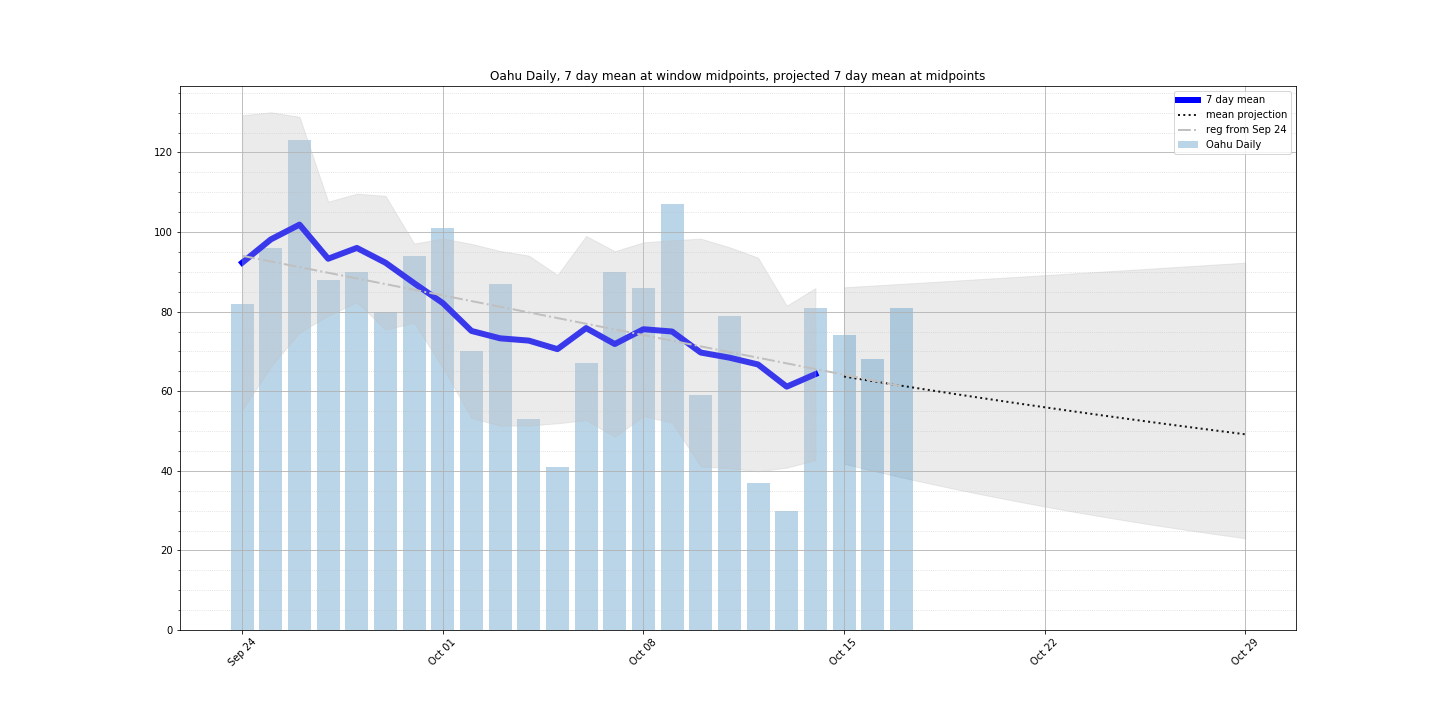 Oahu Daily, 7 day mean at window midpoints, projected 7 day mean at midpoints
7 day mean
mean projection
reg from Sep 24
Oahu Daily
120
100
80
60
40
20
0
Sep 24
Oct 01
Oct 08
Oct 15
Oct 22
Oct 29